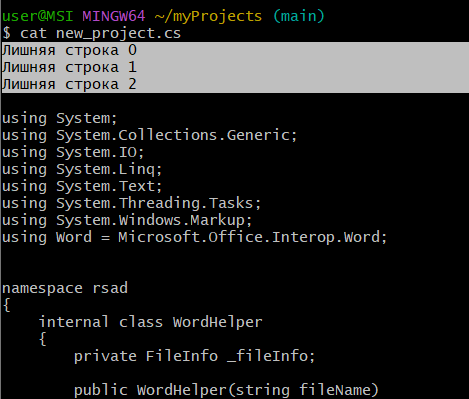 user@MSI MINGW64 ~/myProjects (main)
$ cat new_project.cs
Лишняя строка 0
Лишняя строка 1
Лишняя строка 2
using System;
using System.Collections.Generic;
using System.IO;
using System.Linq;
using System.Text;
using System.Threading.Tasks;
using System.Windows.Markup;
using Word = Microsoft.Office.Interop.Word;
namespace rsad
{
    internal class WordHelper
    {
        private FileInfo _fileInfo;
        public WordHelper(string fileName)